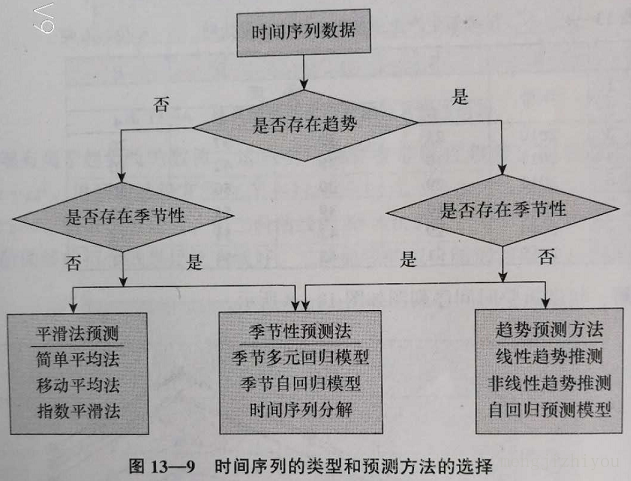 时间序列数据
否
是
是否存在趋势
是否存在季节性
是否存在季节性
否
是
是
否
平滑法预测
简单平均法
移动平均法
指数平滑法
季节性预测法
季节多元回归模型
季节自回归模型
时间序列分解
趋势预测方法
线性趋势推测
非线性趋势推测
自回归预测模型
图 13—9 时间序列的类型和预测方法的选择